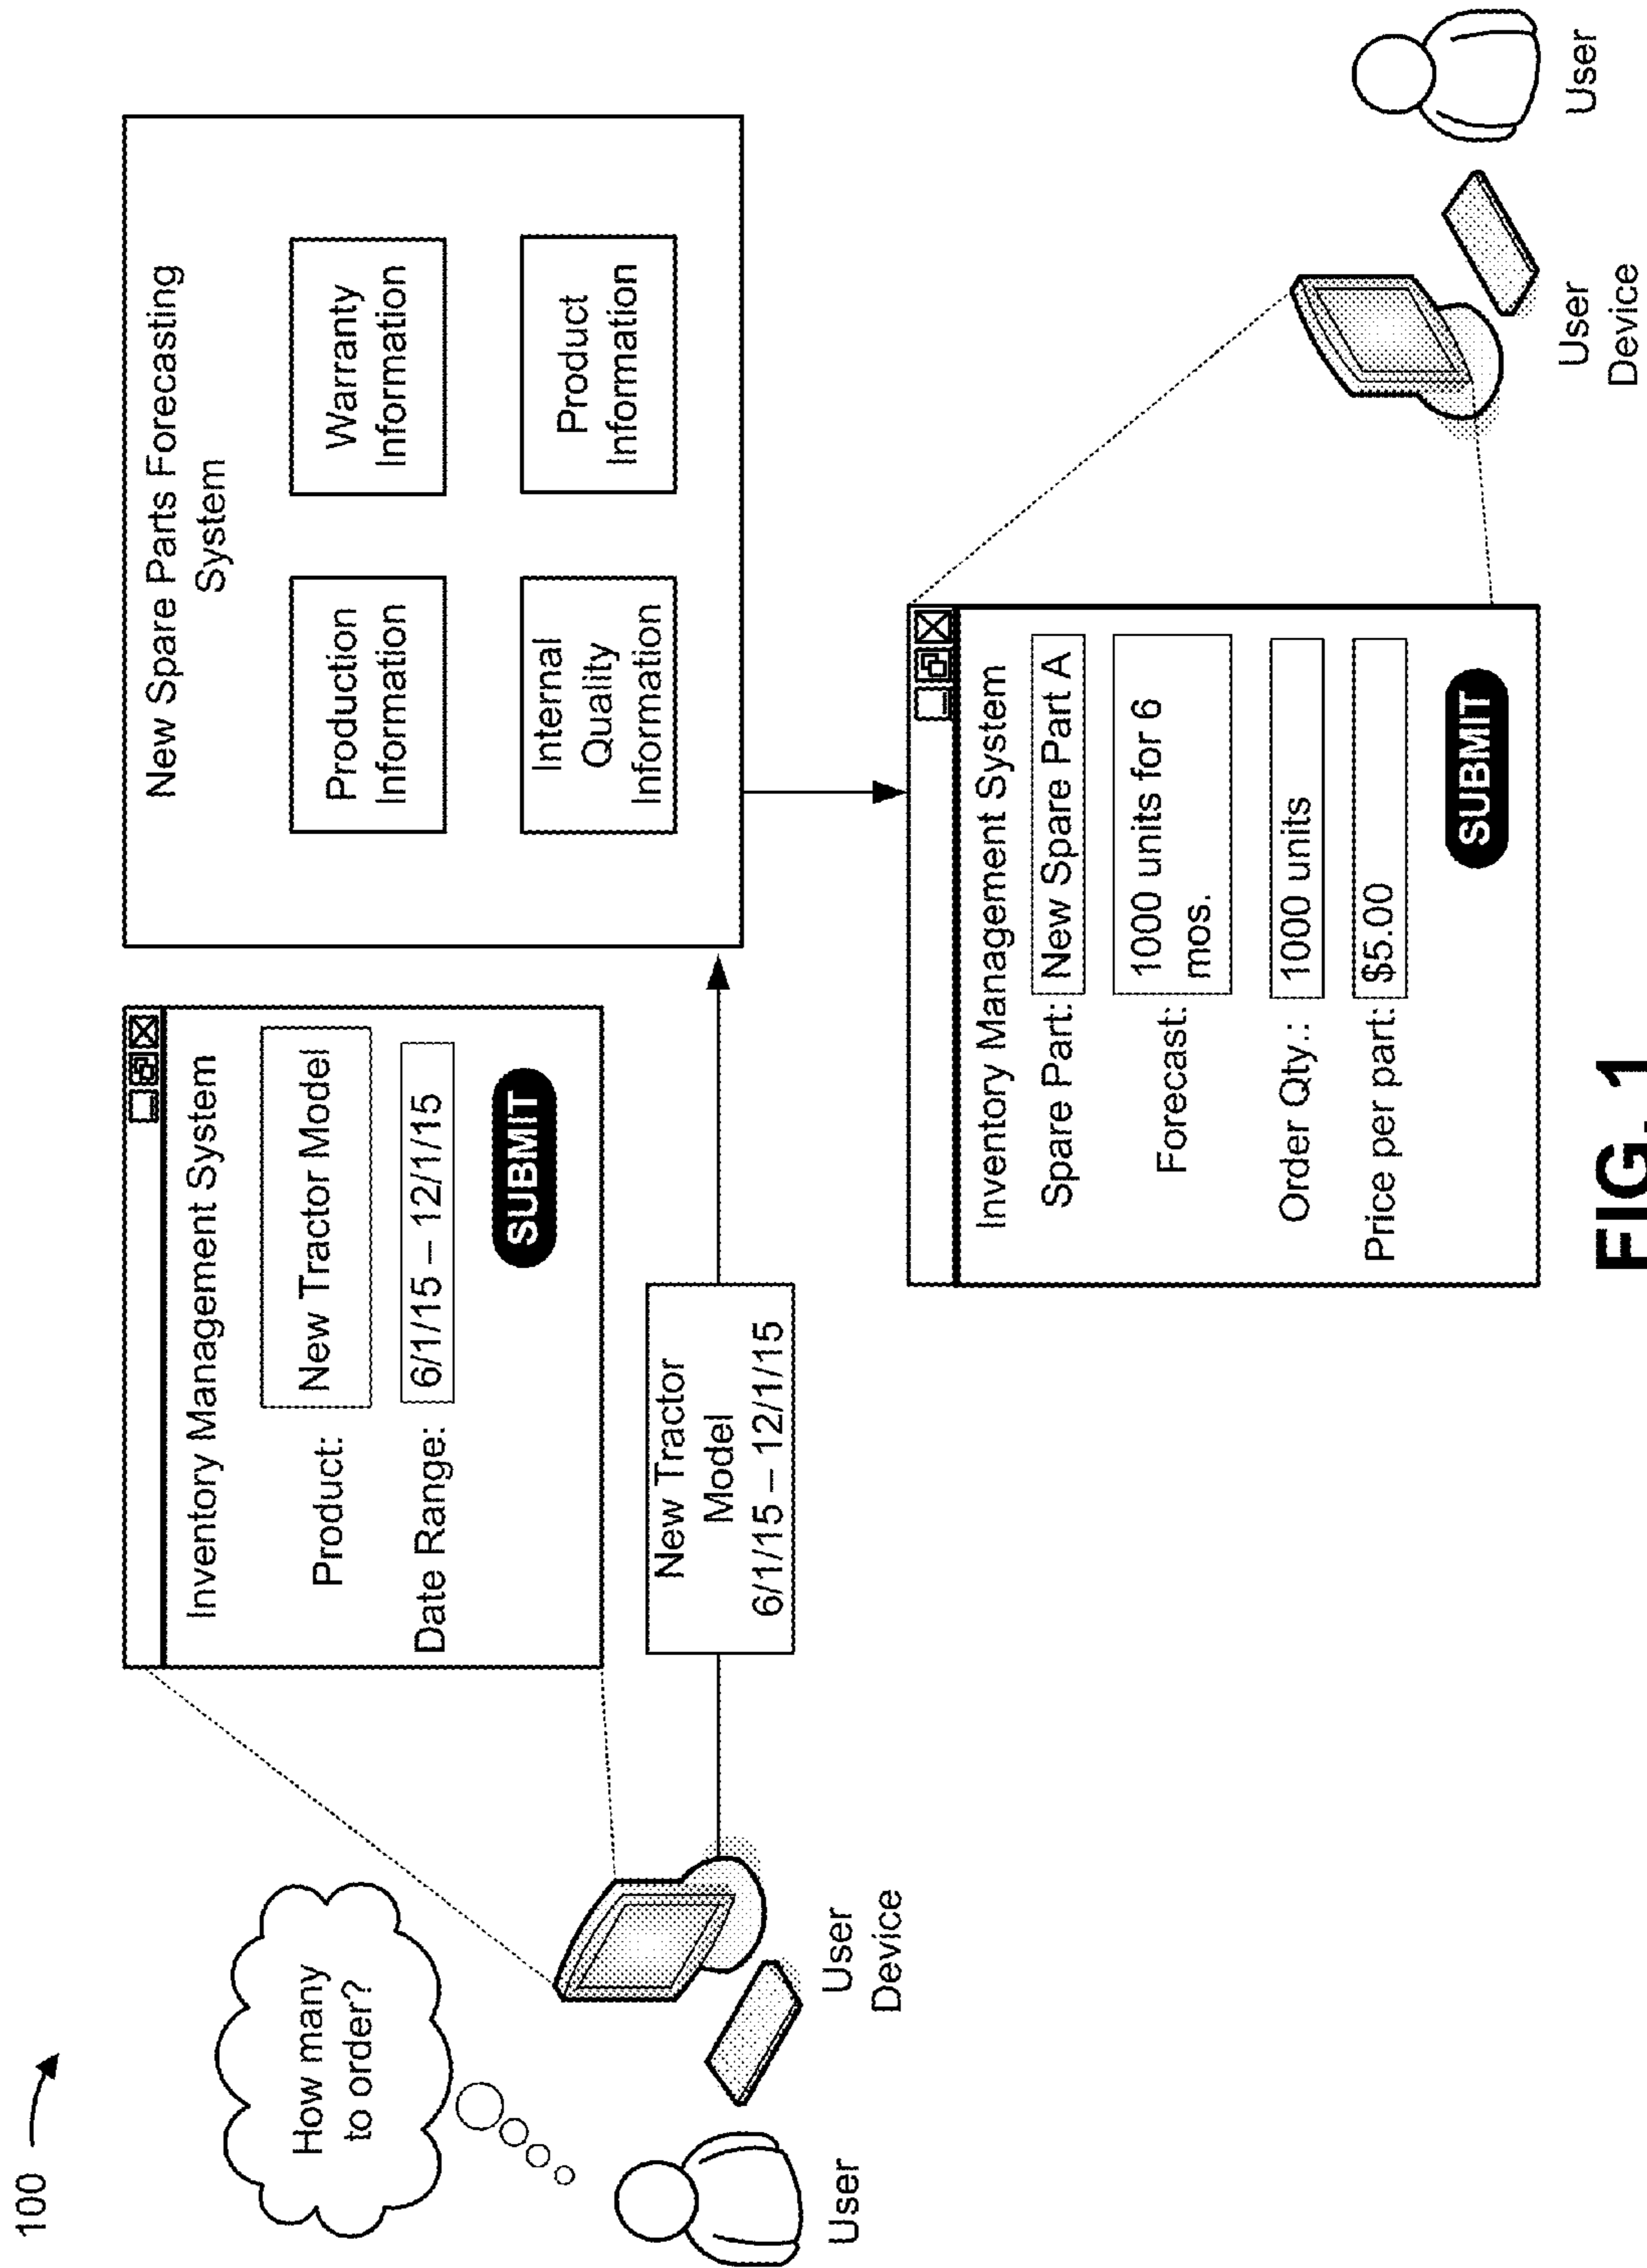 100
How many
to order?
User
User
Device
Inventory Management System
Product: New Tractor Model
Date Range: 6/1/15 – 12/1/15
SUBMIT
New Tractor
Model
6/1/15 – 12/1/15
New Spare Parts Forecasting
System
Production
Information
Warranty
Information
Internal
Quality
Information
Product
Information
Inventory Management System
Spare Part: New Spare Part A
Forecast: 1000 units for 6
mos.
Order Qty.: 1000 units
Price per part: $5.00
SUBMIT
User
Device
User
FIG. 1